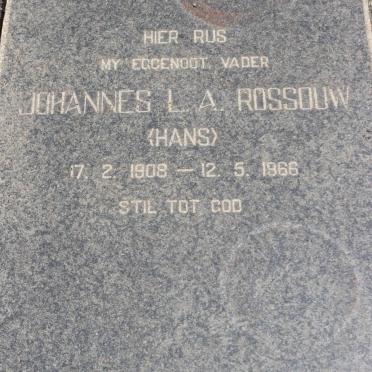 HIER RUS
MY EGGENOOT, VADER
JOHANNES L. A. ROSSOUW
(HANS)
17. 2. 1908 — 12. 5. 1966
STIL TOT GOD